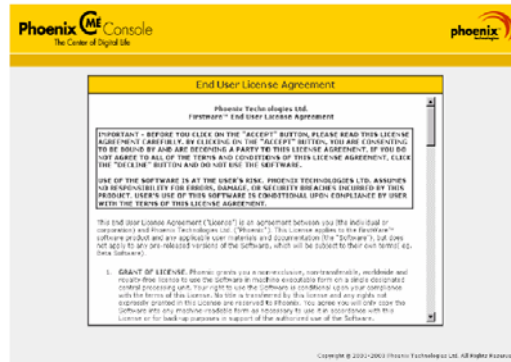 Phoenix cME Console
The Center of Digital Life
phoenix
technologies
End User License Agreement
Phoenix Technologies Ltd.
FirstWare™ End User License Agreement
IMPORTANT - BEFORE YOU CLICK ON THE "ACCEPT" BUTTON, PLEASE READ THIS LICENSE
AGREEMENT CAREFULLY. BY CLICKING ON THE "ACCEPT" BUTTON, YOU ARE CONSENTING
TO BE BOUND BY AND ARE BECOMING A PARTY TO THIS LICENSE AGREEMENT. IF YOU DO
NOT AGREE TO ALL OF THE TERMS AND CONDITIONS OF THIS LICENSE AGREEMENT, CLICK
THE "DECLINE" BUTTON AND DO NOT USE THE SOFTWARE.
USE OF THE SOFTWARE IS AT THE USER'S RISK. PHOENIX TECHNOLOGIES LTD. ASSUMES
NO RESPONSIBILITY FOR ERRORS, DAMAGE, OR SECURITY BREACHES INCURRED BY THIS
PRODUCT. USER'S USE OF THIS SOFTWARE IS CONDITIONAL UPON COMPLIANCE BY USER
WITH THE TERMS OF THIS LICENSE AGREEMENT.
This End User License Agreement ("License") is an agreement between you (the individual or
corporation) and Phoenix Technologies Ltd. ("Phoenix"). This License applies to the FirstWare™
software product and any applicable user materials and documentation (the "Software"), but does
not apply to any pre-released versions of the Software, which will be subject to their own terms( eg.
Beta Software).
1. GRANT OF LICENSE. Phoenix grants you a non-exclusive, non-transferable, worldwide and
royalty-free license to use the Software in machine executable form on a single designated
central processing unit. Your right to use the Software is conditional upon your compliance
with the terms of this License. No title is transferred by this license and any rights not
expressly granted in this License are reserved to Phoenix. You agree you will only copy the
Software into any machine-readable form as necessary to use it in accordance with this
License or for back-up purposes in support of the authorized use of the Software.
Copyright © 2001-2003 Phoenix Technologies Ltd. All Rights Reserved